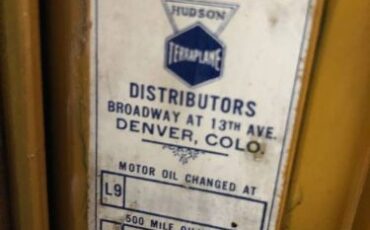 HUDSON
TERRAPLANE
DISTRIBUTORS
BROADWAY AT 13TH AVE.
DENVER, COLO.
MOTOR OIL CHANGED AT
L9
500 MILE